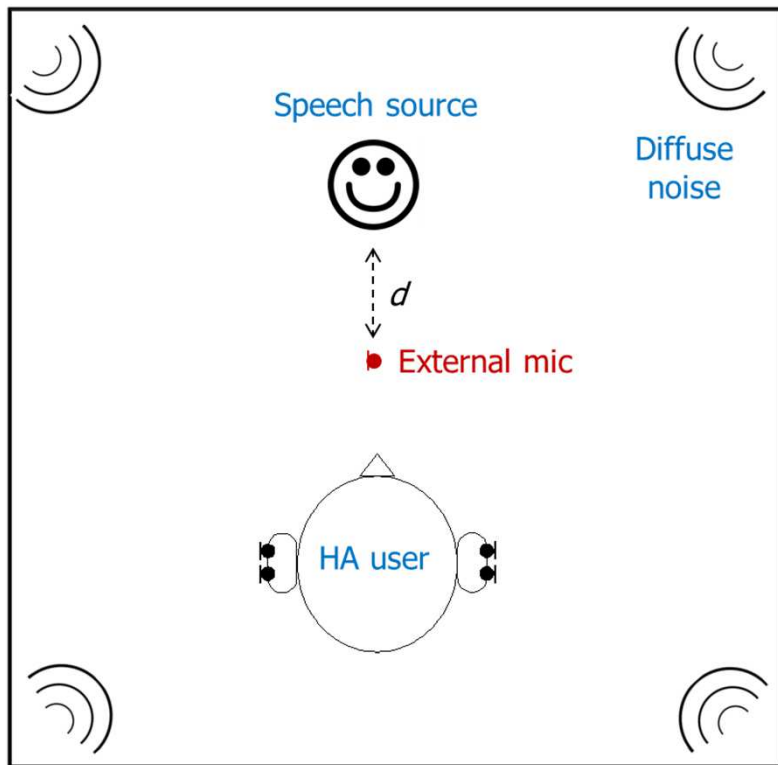 Speech source
Diffuse
noise
d
External mic
HA user